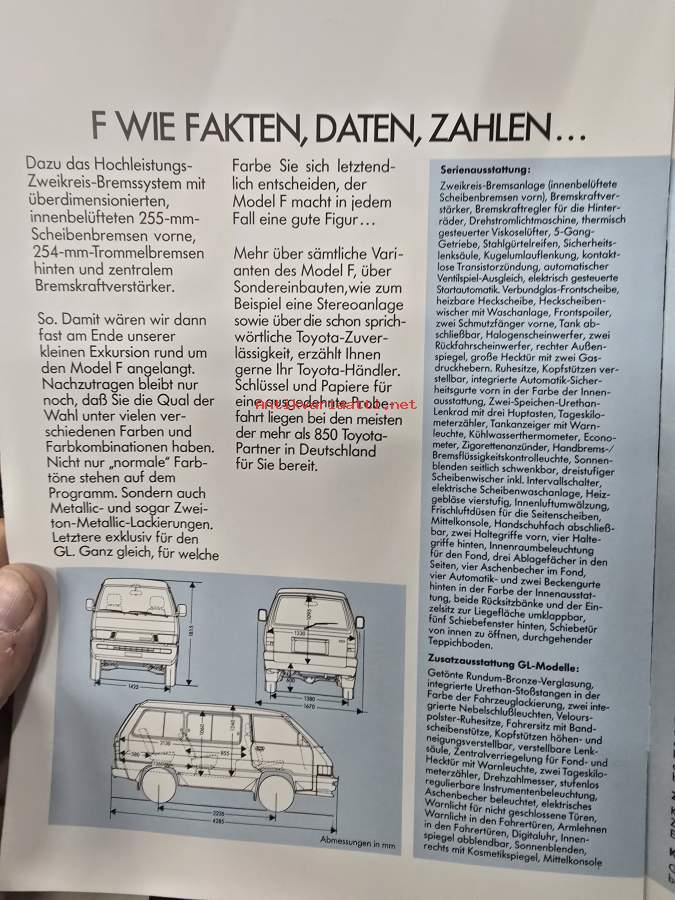 F WIE FAKTEN, DATEN, ZAHLEN...
Dazu das Hochleistungs-
Zweikreis-Bremssystem mit
überdimensionierten,
innenbelüfteten 255-mm-
Scheibenbremsen vorne,
254-mm-Trommelbremsen
hinten und zentralem
Bremskraftverstärker.
So. Damit wären wir dann
fast am Ende unserer
kleinen Exkursion rund um
den Model F angelangt.
Nachzutragen bleibt nur
noch, daß Sie die Qual der
Wahl unter vielen ver-
schiedenen Farben und
Farbkombinationen haben.
Nicht nur „normale" Farb-
töne stehen auf dem
Programm. Sondern auch
Metallic- und sogar Zwei-
ton-Metallic-Lackierungen.
Letztere exklusiv für den
GL. Ganz gleich, für welche
Farbe Sie sich letztend-
lich entscheiden, der
Model F macht in jedem
Fall eine gute Figur...
Mehr über sämtliche Vari-
anten des Model F, über
Sondereinbauten, wie zum
Beispiel eine Stereoanlage
sowie über die schon sprich-
wörtliche Toyota-Zuver-
lässigkeit, erzählt Ihnen
gerne Ihr Toyota-Händler.
Schlüssel und Papiere für
eine ausgedehnte Probe-
fahrt liegen bei den meisten
der mehr als 850 Toyota-
Partner in Deutschland
für Sie bereit.
Serienausstattung:
Zweikreis-Bremsanlage (innenbelüftete
Scheibenbremsen vorn), Bremskraftver-
stärker, Bremskraftregler für die Hinter-
räder, Drehstromlichtmaschine, thermisch
gesteuerter Viskoselüfter, 5-Gang-
Getriebe, Stahlgürtelreifen, Sicherheits-
lenksäule, Kugelumlauflenkung, kontakt-
lose Transistorzündung, automatischer
Ventilspiel-Ausgleich, elektrisch gesteuerte
Startautomatik. Verbundglas-Frontscheibe,
heizbare Heckscheibe, Heckscheiben-
wischer mit Waschanlage, Frontspoiler,
zwei Schmutzfänger vorne, Tank ab-
schließbar, Halogenscheinwerfer, zwei
Rückfahrscheinwerfer, rechter Außen-
spiegel, große Hecktür mit zwei Gas-
druckhebern. Ruhesitze, Kopfstützen ver-
stellbar, integrierte Automatik-Sicher-
heitsgurte vorn in der Farbe der Innen-
ausstattung, Zwei-Speichen-Urethan-
Lenkrad mit drei Huptasten, Tageskilo-
meterzähler, Tankanzeiger mit Warn-
leuchte, Kühlwasserthermometer, Econo-
meter, Zigarettenanzünder, Handbrems-/
Bremsflüssigkeitskontrolleuchte, Sonnen-
blenden seitlich schwenkbar, dreistufiger
Scheibenwischer inkl. Intervallschalter,
elektrische Scheibenwaschanlage, Heiz-
gebläse vierstufig, Innenluftumwälzung,
Frischluftdüsen für die Seitenscheiben,
Mittelkonsole, Handschuhfach abschließ-
bar, zwei Haltegriffe vorn, vier Halte-
griffe hinten, Innenraumbeleuchtung
für den Fond, drei Ablagefächer in den
Seiten, vier Aschenbecher im Fond,
vier Automatik- und zwei Beckengurte
hinten in der Farbe der Innenausstat-
tung, beide Rücksitzbänke und der Ein-
zelsitz zur Liegefläche umklappbar,
fünf Schiebefenster hinten, Schiebetür
von innen zu öffnen, durchgehender
Teppichboden.
Zusatzausstattung GL-Modelle:
Getönte Rundum-Bronze-Verglasung,
integrierte Urethan-Stoßstangen in der
Farbe der Fahrzeuglackierung, zwei inte-
grierte Nebelschlußleuchten, Velours-
polster-Ruhesitze, Fahrersitz mit Band-
scheibenstütze, Kopfstützen höhen- und
neigungsverstellbar, verstellbare Lenk-
säule, Zentralverriegelung für Fond- und
Hecktür mit Warnleuchte, zwei Tageskilo-
meterzähler, Drehzahlmesser, stufenlos
regulierbare Instrumentenbeleuchtung,
Aschenbecher beleuchtet, elektrisches
Warnlicht für nicht geschlossene Türen,
Warnlicht in den Fahrertüren, Armlehnen
in den Fahrertüren, Digitaluhr, Innen-
spiegel abblendbar, Sonnenblenden,
rechts mit Kosmetikspiegel, Mittelkonsole
1815
1425
1330
1095
1380
1670
2130
1060
1240
855
2235
4285
Abmessungen in mm